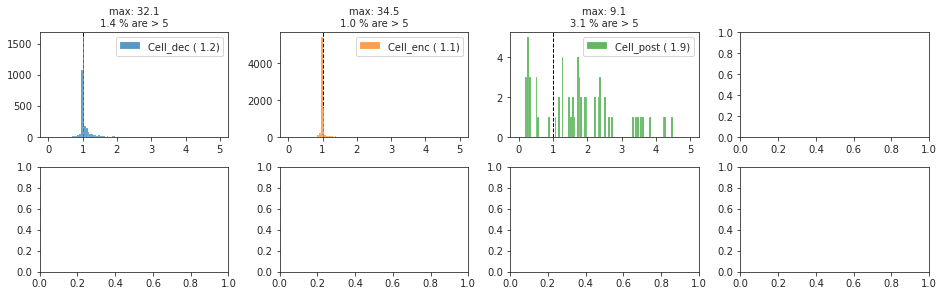 max: 32.1
1.4 % are > 5
Cell_dec ( 1.2)
1500
1000
500
0
0 1 2 3 4 5
max: 34.5
1.0 % are > 5
Cell_enc ( 1.1)
4000
2000
0
0 1 2 3 4 5
max: 9.1
3.1 % are > 5
Cell_post ( 1.9)
4
2
0
0 1 2 3 4 5
1.0
0.8
0.6
0.4
0.2
0.0
0.0 0.2 0.4 0.6 0.8 1.0
1.0
0.8
0.6
0.4
0.2
0.0
0.0 0.2 0.4 0.6 0.8 1.0
1.0
0.8
0.6
0.4
0.2
0.0
0.0 0.2 0.4 0.6 0.8 1.0
1.0
0.8
0.6
0.4
0.2
0.0
0.0 0.2 0.4 0.6 0.8 1.0
1.0
0.8
0.6
0.4
0.2
0.0
0.0 0.2 0.4 0.6 0.8 1.0